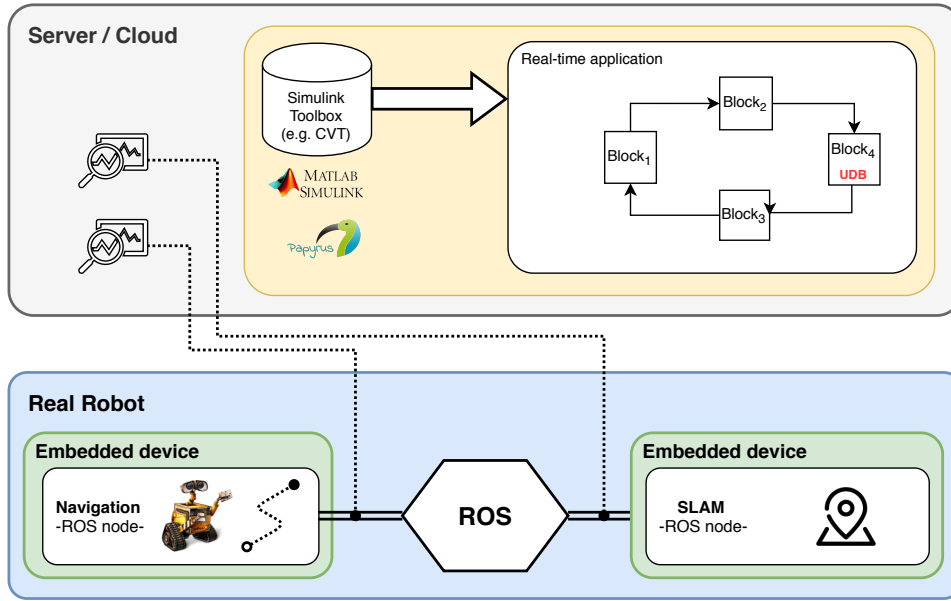 Server / Cloud
Simulink
Toolbox
(e.g. CVT)
MATLAB
SIMULINK
Papyrus
Real-time application
Block₂
Block₁
Block₄
UDB
Block₃
Real Robot
Embedded device
Navigation
-ROS node-
ROS
Embedded device
SLAM
-ROS node-